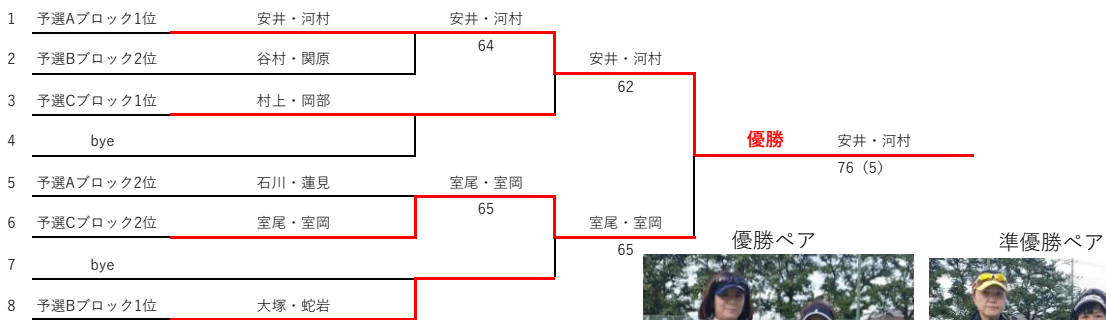 1 予選Aブロック1位 安井・河村 安井・河村
64
2 予選Bブロック2位 谷村・関原 安井・河村
62
3 予選Cブロック1位 村上・岡部
4 bye 優勝 安井・河村
76（5）
5 予選Aブロック2位 石川・蓮見 室尾・室岡
65
6 予選Cブロック2位 室尾・室岡 室尾・室岡
65
優勝ペア 準優勝ペア
7 bye
8 予選Bブロック1位 大塚・蛇岩